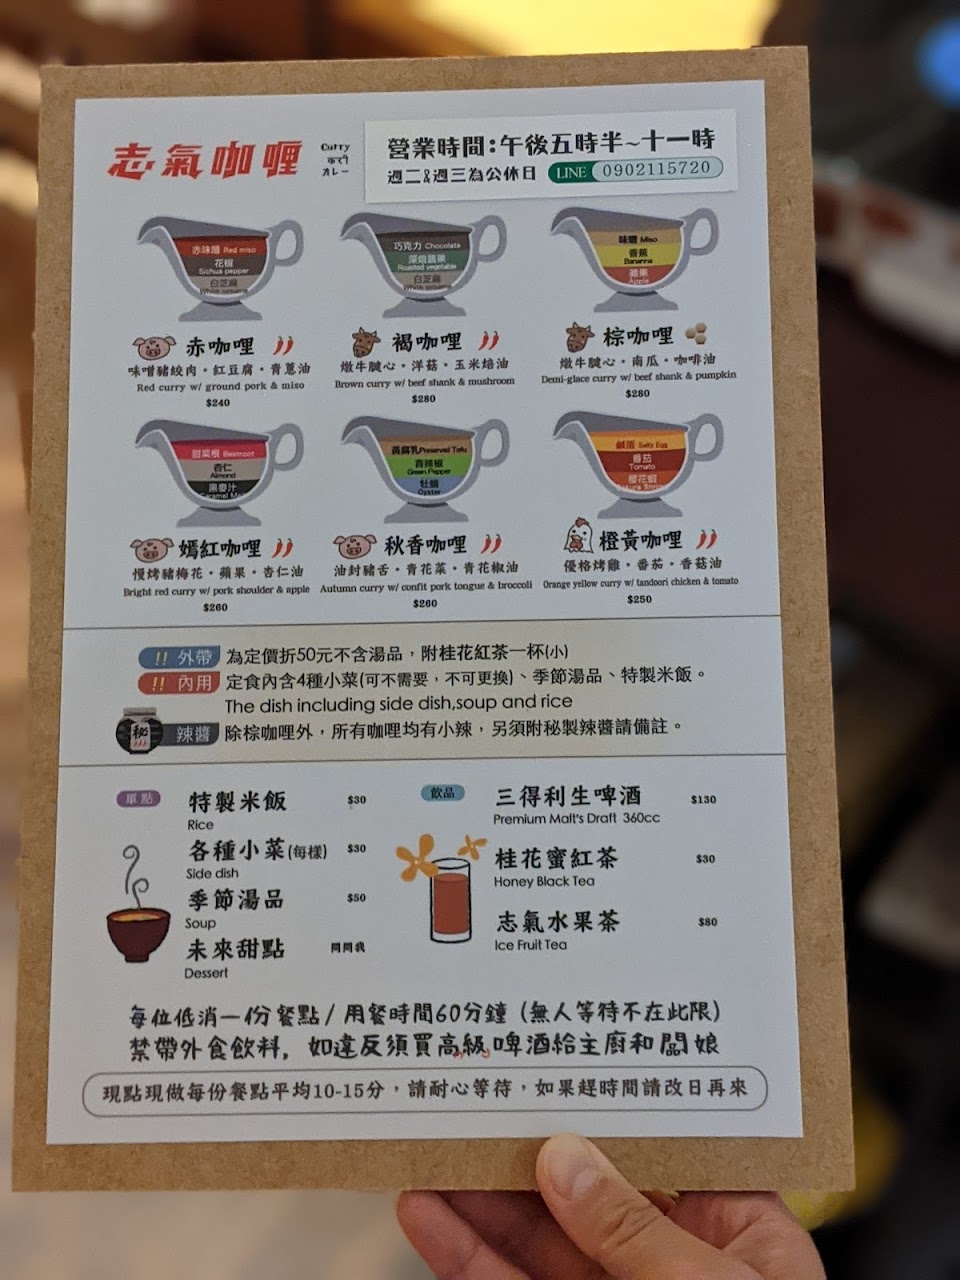 志氣咖喱
Curry
करी
カレー
營業時間:午後五時半~十一時
週二&週三為公休日 LINE 0902115720
赤味噌 Red miso
花椒
Sichua pepper
白芝麻
White sesame
巧克力 Chocolate
深焙蔬果
Roasted vegetable
白芝麻
White sesame
味噌 Miso
香蕉
Bananna
蘋果
Apple
赤咖哩
味噌豬絞肉・紅豆腐・青蔥油
Red curry w/ ground pork & miso
$240
褐咖哩
燉牛腱心・洋菇・玉米焙油
Brown curry w/ beef shank & mushroom
$280
棕咖哩
燉牛腱心・南瓜・咖啡油
Demi-glace curry w/ beef shank & pumpkin
$280
甜菜根 Beetroot
杏仁
Almond
黑麥汁
Caramel
黃腐乳Preserved Tofu
青辣椒
Green Pepper
牡蠣
Oyster
鹹蛋 Salty Egg
番茄
Tomato
櫻花蝦
嫣紅咖哩
慢烤豬梅花・蘋果・杏仁油
Bright red curry w/ pork shoulder & apple
$260
秋香咖哩
油封豬舌・青花菜・青花椒油
Autumn curry w/ confit pork tongue & broccoli
$260
橙黃咖哩
優格烤雞・番茄・香菇油
Orange yellow curry w/ tandoori chicken & tomato
$250
!! 外帶 為定價折50元不含湯品，附桂花紅茶一杯(小)
!! 內用 定食內含4種小菜(可不需要，不可更換)、季節湯品、特製米飯。
The dish including side dish,soup and rice
秘 辣醬 除棕咖哩外，所有咖哩均有小辣，另須附秘製辣醬請備註。
單點
特製米飯 $30
Rice
各種小菜(每樣) $30
Side dish
季節湯品 $50
Soup
未來甜點 問問我
Dessert
飲品
三得利生啤酒 $130
Premium Malt's Draft 360cc
桂花蜜紅茶 $30
Honey Black Tea
志氣水果茶 $80
Ice Fruit Tea
每位低消一份餐點/用餐時間60分鐘(無人等待不在此限)
禁帶外食飲料，如違反須買高級啤酒給主廚和闆娘
現點現做每份餐點平均10-15分，請耐心等待，如果趕時間請改日再來